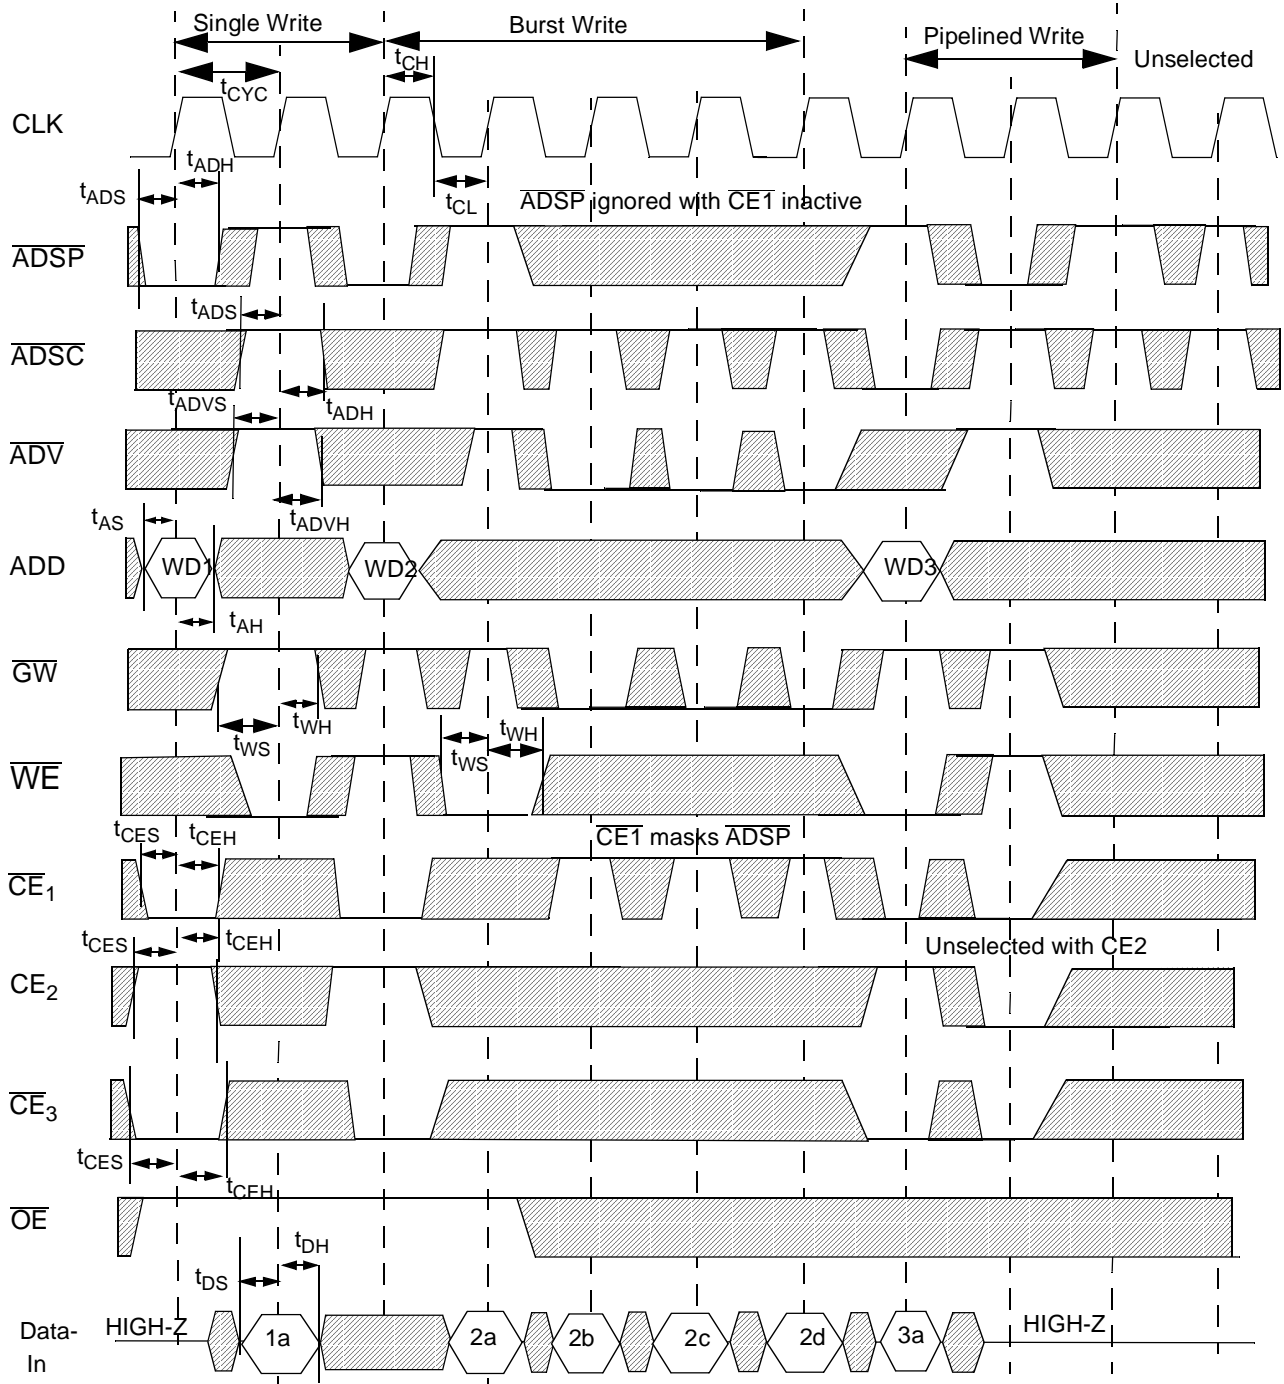 Single Write
Burst Write
Pipelined Write
Unselected
tCH
tCYC
CLK
tADH
tADS
tCL
ADSP ignored with CE1 inactive
ADSP
tADS
ADSC
tADVS
tADH
ADV
tAS
tADVH
ADD
WD1
WD2
WD3
tAH
GW
tWH
tWS
tWH
tWS
WE
tCES
tCEH
CE1 masks ADSP
CE1
tCES
tCEH
Unselected with CE2
CE2
CE3
tCES
tCEH
OE
tDH
tDS
Data-In
HIGH-Z
1a
2a
2b
2c
2d
3a
HIGH-Z